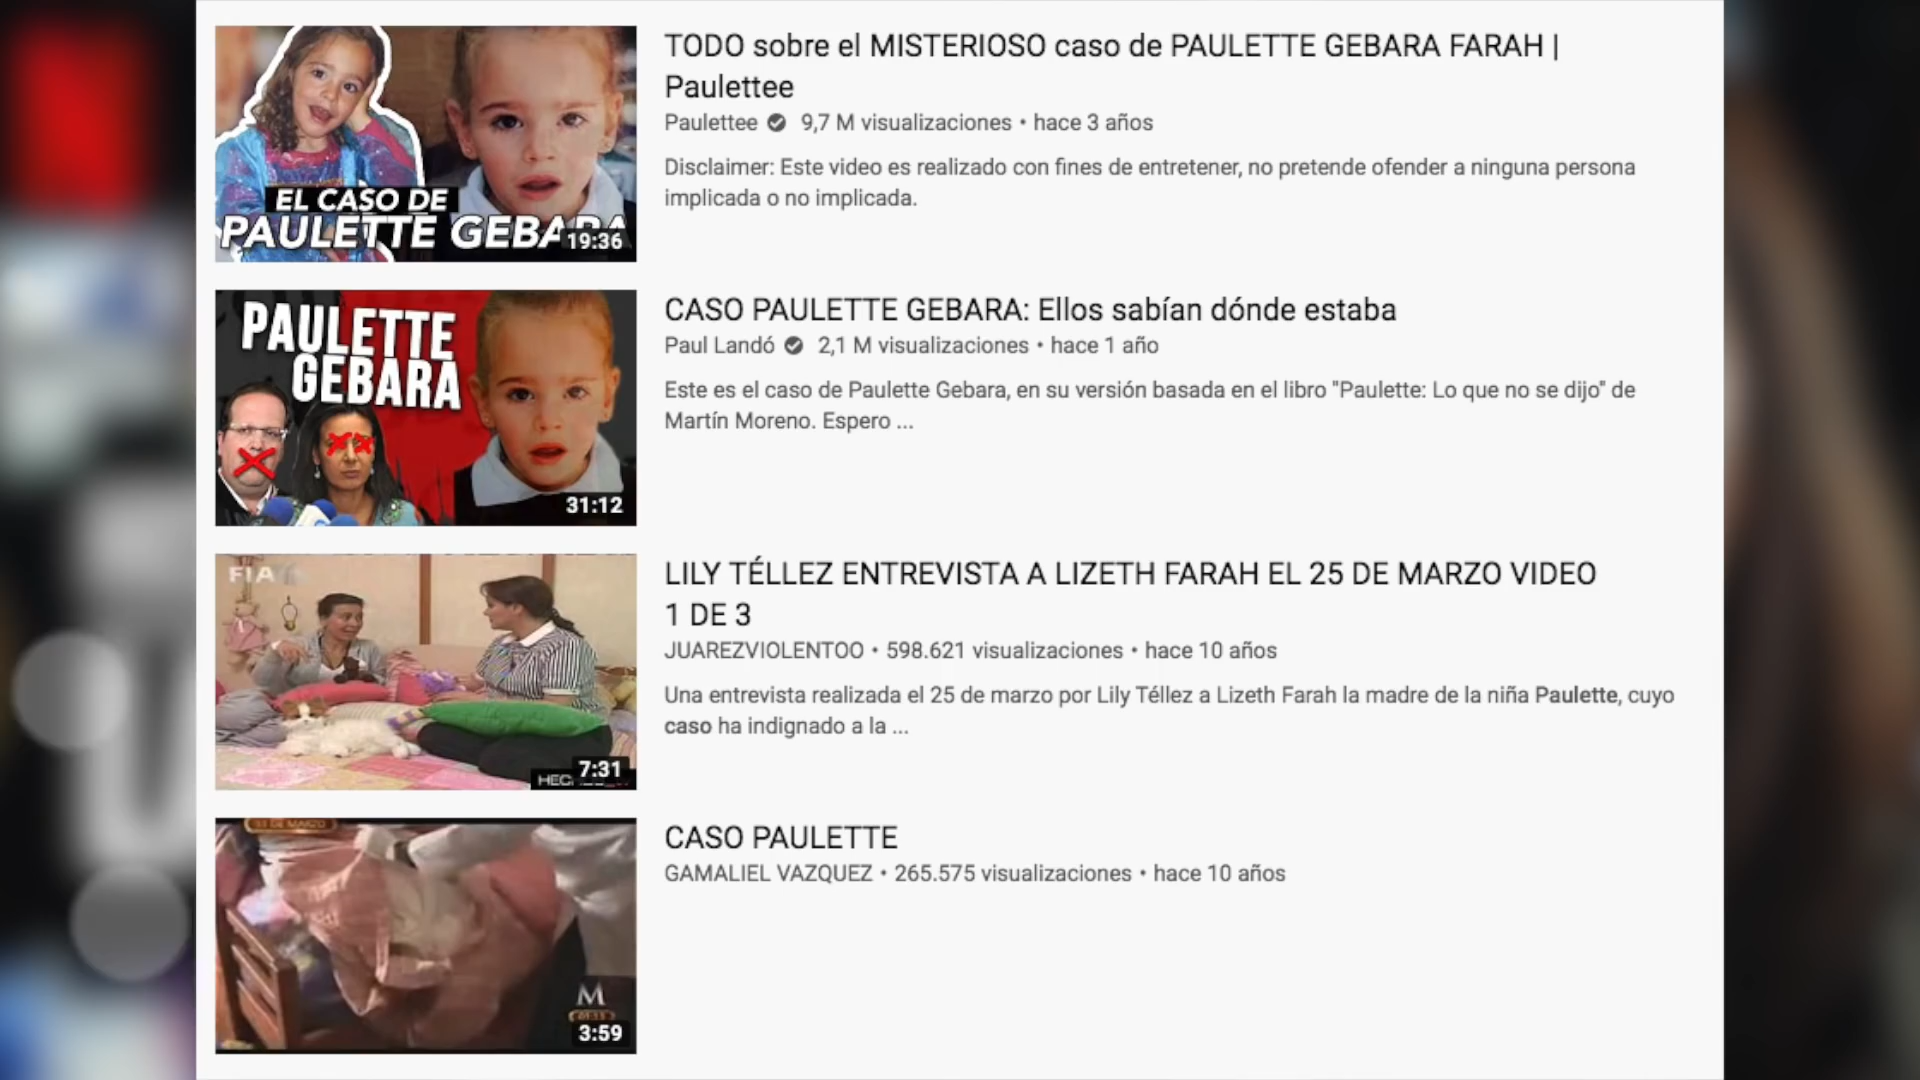 TODO sobre el MISTERIOSO caso de PAULETTE GEBARA FARAH |
Paulettee
Paulettee 9,7 M visualizaciones • hace 3 años
Disclaimer: Este video es realizado con fines de entretener, no pretende ofender a ninguna persona
implicada o no implicada.
EL CASO DE
PAULETTE GEBARA
19:36
CASO PAULETTE GEBARA: Ellos sabían dónde estaba
Paul Landó 2,1 M visualizaciones • hace 1 año
Este es el caso de Paulette Gebara, en su versión basada en el libro "Paulette: Lo que no se dijo" de
Martín Moreno. Espero ...
PAULETTE
GEBARA
31:12
LILY TÉLLEZ ENTREVISTA A LIZETH FARAH EL 25 DE MARZO VIDEO
1 DE 3
JUAREZVIOLENTOO • 598.621 visualizaciones • hace 10 años
Una entrevista realizada el 25 de marzo por Lily Téllez a Lizeth Farah la madre de la niña Paulette, cuyo
caso ha indignado a la ...
7:31
CASO PAULETTE
GAMALIEL VAZQUEZ • 265.575 visualizaciones • hace 10 años
M
3:59